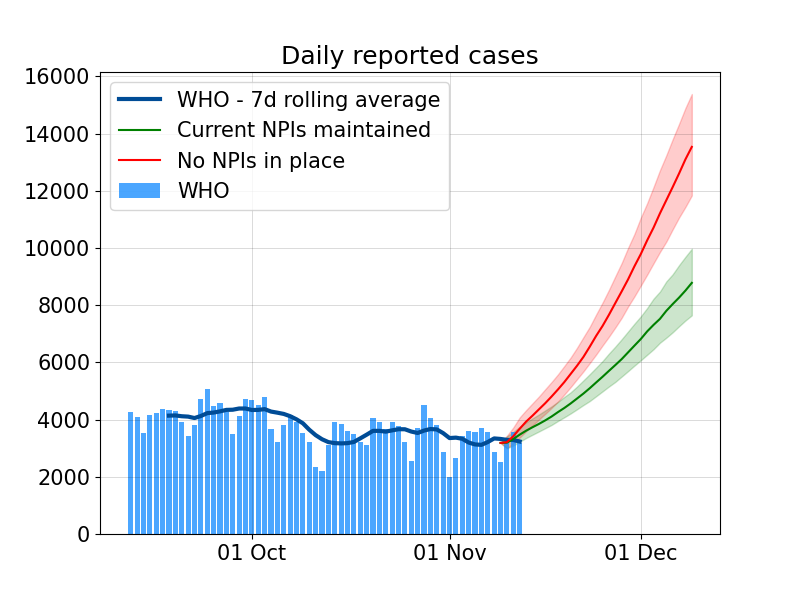 Daily reported cases
16000
14000
12000
10000
8000
6000
4000
2000
0
WHO - 7d rolling average
Current NPIs maintained
No NPIs in place
WHO
01 Oct
01 Nov
01 Dec